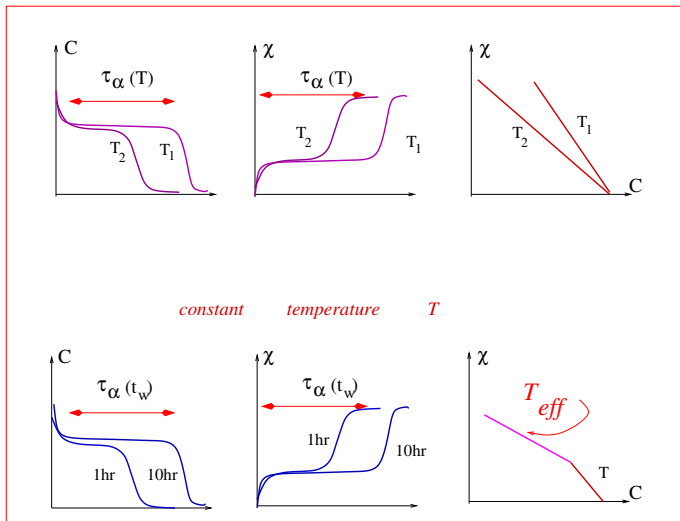 C
χ
τα (T)
τα (T)
T2
T1
T2
T1
T1
T2
C
constant temperature T
C
χ
χ
τα (tw)
τα (tw)
Teff
1hr
10hr
1hr
10hr
T
C